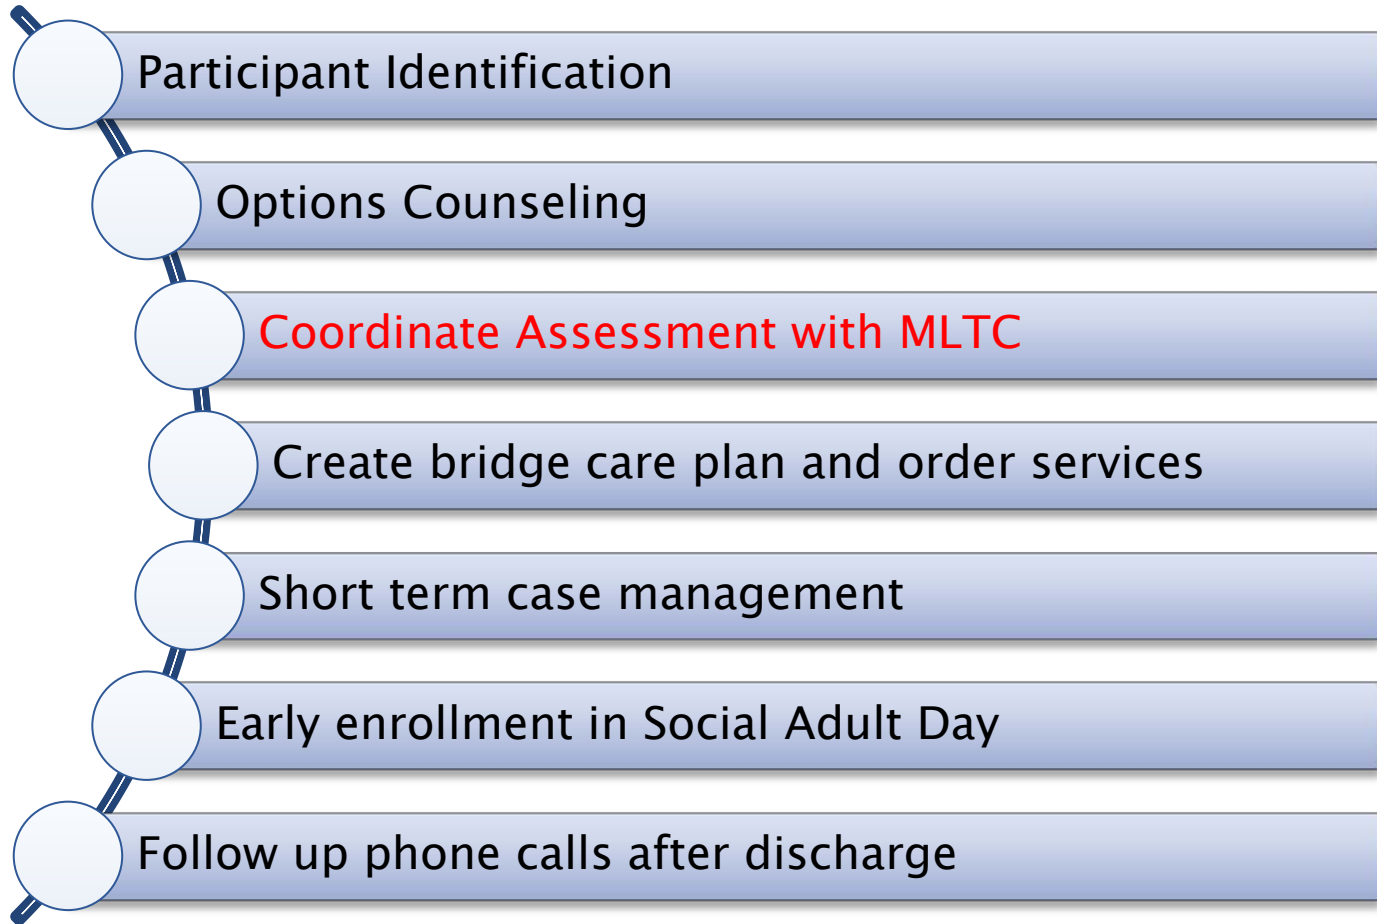 Participant Identification
Options Counseling
Coordinate Assessment with MLTC
Create bridge care plan and order services
Short term case management
Early enrollment in Social Adult Day
Follow up phone calls after discharge